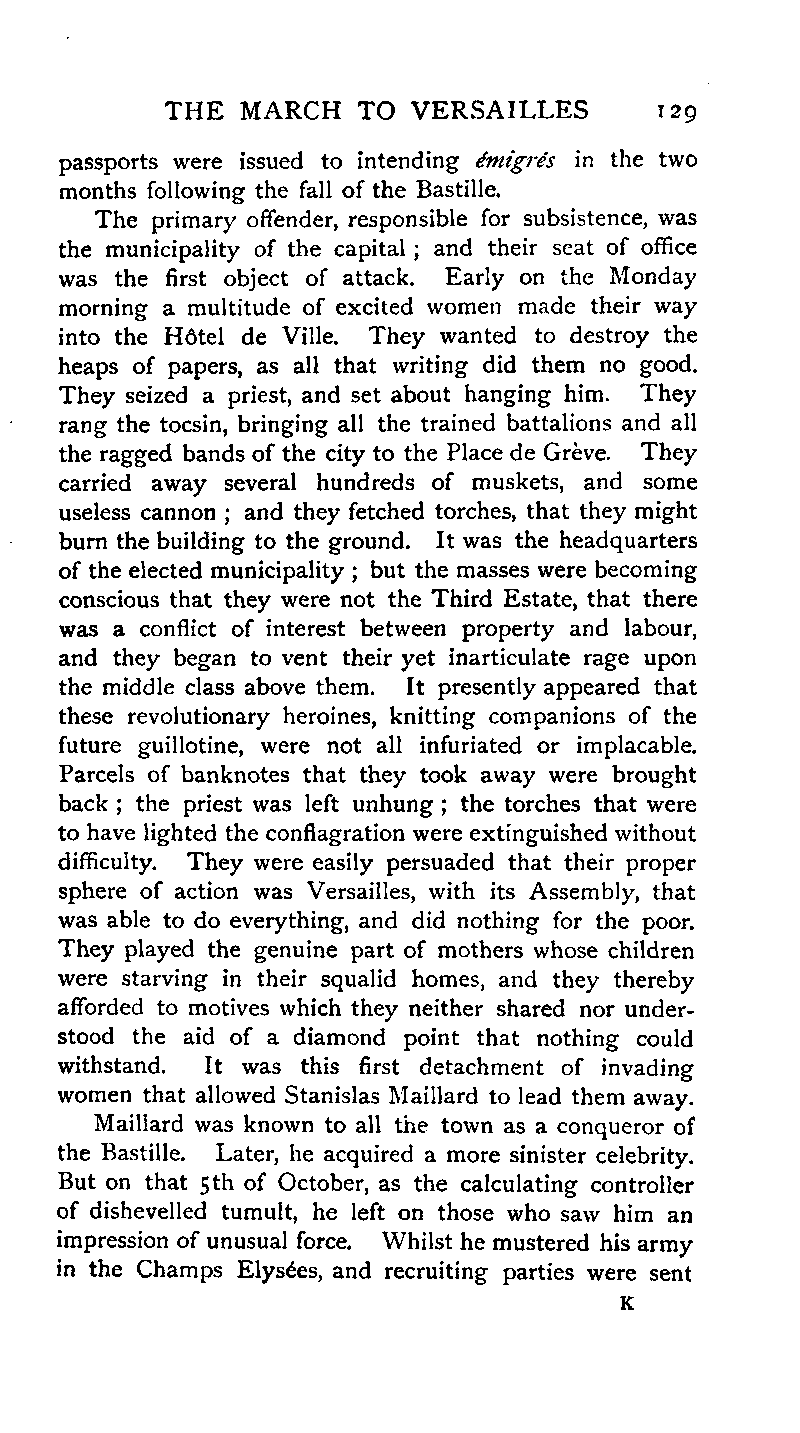 THE MARCH TO VERSAILLES 129
passports were issued to intending émigrés in the two
months following the fall of the Bastille.
The primary offender, responsible for subsistence, was
the municipality of the capital ; and their seat of office
was the first object of attack. Early on the Monday
morning a multitude of excited women made their way
into the Hôtel de Ville. They wanted to destroy the
heaps of papers, as all that writing did them no good.
They seized a priest, and set about hanging him. They
rang the tocsin, bringing all the trained battalions and all
the ragged bands of the city to the Place de Grève. They
carried away several hundreds of muskets, and some
useless cannon ; and they fetched torches, that they might
burn the building to the ground. It was the headquarters
of the elected municipality ; but the masses were becoming
conscious that they were not the Third Estate, that there
was a conflict of interest between property and labour,
and they began to vent their yet inarticulate rage upon
the middle class above them. It presently appeared that
these revolutionary heroines, knitting companions of the
future guillotine, were not all infuriated or implacable.
Parcels of banknotes that they took away were brought
back ; the priest was left unhung ; the torches that were
to have lighted the conflagration were extinguished without
difficulty. They were easily persuaded that their proper
sphere of action was Versailles, with its Assembly, that
was able to do everything, and did nothing for the poor.
They played the genuine part of mothers whose children
were starving in their squalid homes, and they thereby
afforded to motives which they neither shared nor under-
stood the aid of a diamond point that nothing could
withstand. It was this first detachment of invading
women that allowed Stanislas Maillard to lead them away.
Maillard was known to all the town as a conqueror of
the Bastille. Later, he acquired a more sinister celebrity.
But on that 5th of October, as the calculating controller
of dishevelled tumult, he left on those who saw him an
impression of unusual force. Whilst he mustered his army
in the Champs Elysées, and recruiting parties were sent
K